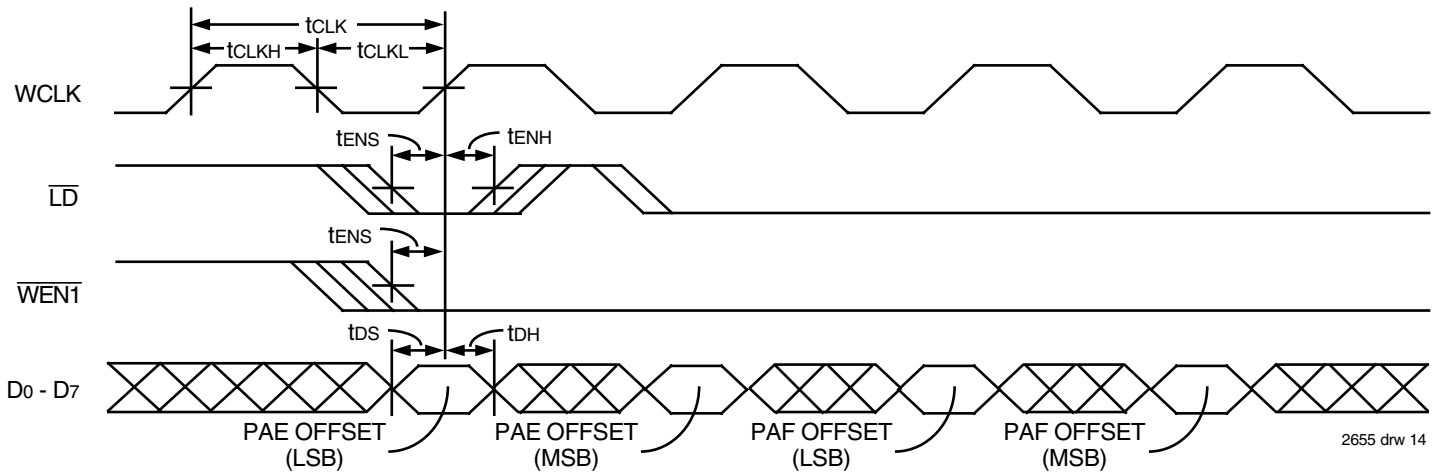 tCLK
tCLKH tCLKL
WCLK
tENS tENH
LD
tENS
WEN1
tDS tDH
D0 - D7
PAE OFFSET
(LSB)
PAE OFFSET
(MSB)
PAF OFFSET
(LSB)
PAF OFFSET
(MSB)
2655 drw 14